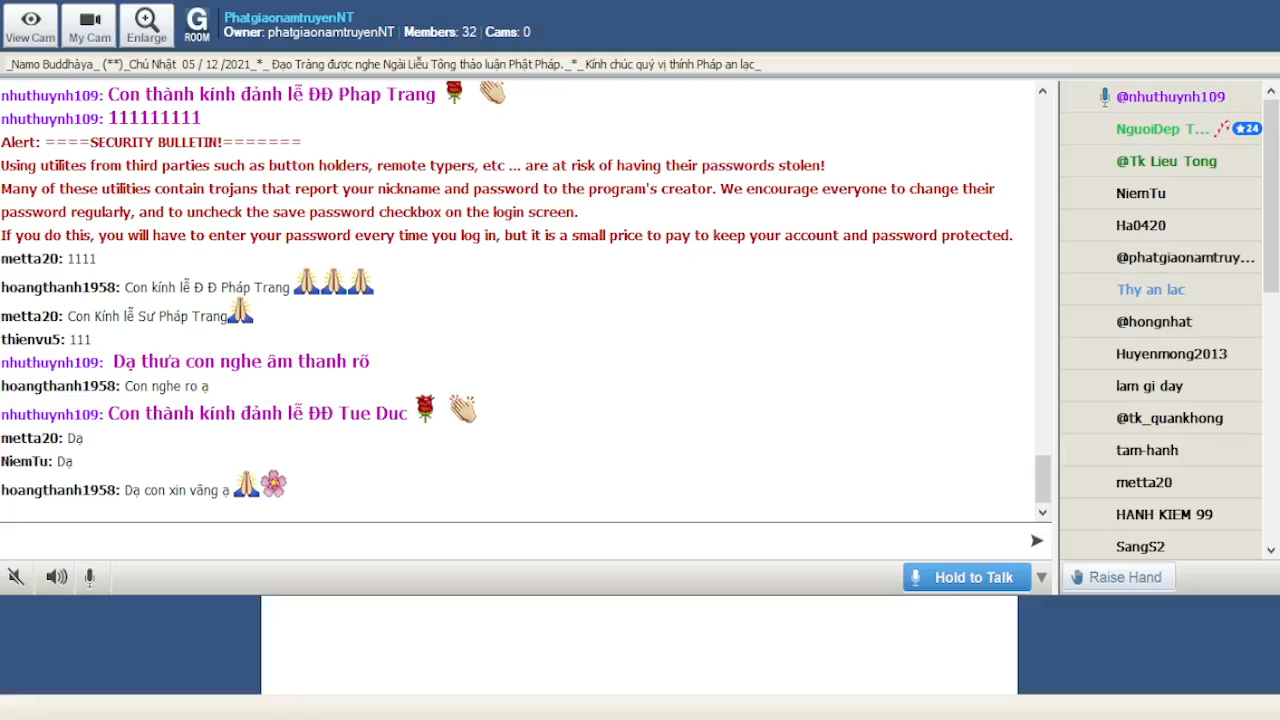 View Cam
My Cam
Enlarge
G
ROOM
PhatgiaonamtruyenNT
Owner: phatgiaonamtruyenNT | Members: 32 | Cams: 0
_Namo Buddhàya_ (**)_Chủ Nhật 05 / 12 /2021_*_ Đạo Tràng được nghe Ngài Liễu Tông thảo luận Phật Pháp._*_Kính chúc quý vị thính Pháp an lạc_
nhuthuynh109: Con thành kính đảnh lễ ĐĐ Phap Trang
nhuthuynh109: 111111111
Alert: ====SECURITY BULLETIN!=======
Using utilites from third parties such as button holders, remote typers, etc ... are at risk of having their passwords stolen!
Many of these utilities contain trojans that report your nickname and password to the program's creator. We encourage everyone to change their
password regularly, and to uncheck the save password checkbox on the login screen.
If you do this, you will have to enter your password every time you log in, but it is a small price to pay to keep your account and password protected.
metta20: 1111
hoangthanh1958: Con kính lễ Đ Đ Pháp Trang
metta20: Con Kính lễ Sư Pháp Trang
thienvu5: 111
nhuthuynh109: Dạ thưa con nghe âm thanh rõ
hoangthanh1958: Con nghe ro ạ
nhuthuynh109: Con thành kính đảnh lễ ĐĐ Tue Duc
metta20: Dạ
NiemTu: Dạ
hoangthanh1958: Dạ con xin vâng ạ
Hold to Talk
@nhuthuynh109
NguoiDep T... ★24
@Tk Lieu Tong
NiemTu
Ha0420
@phatgiaonamtruy...
Thy an lac
@hongnhat
Huyenmong2013
lam gi day
@tk_quankhong
tam-hanh
metta20
HANH KIEM 99
SangS2
Raise Hand